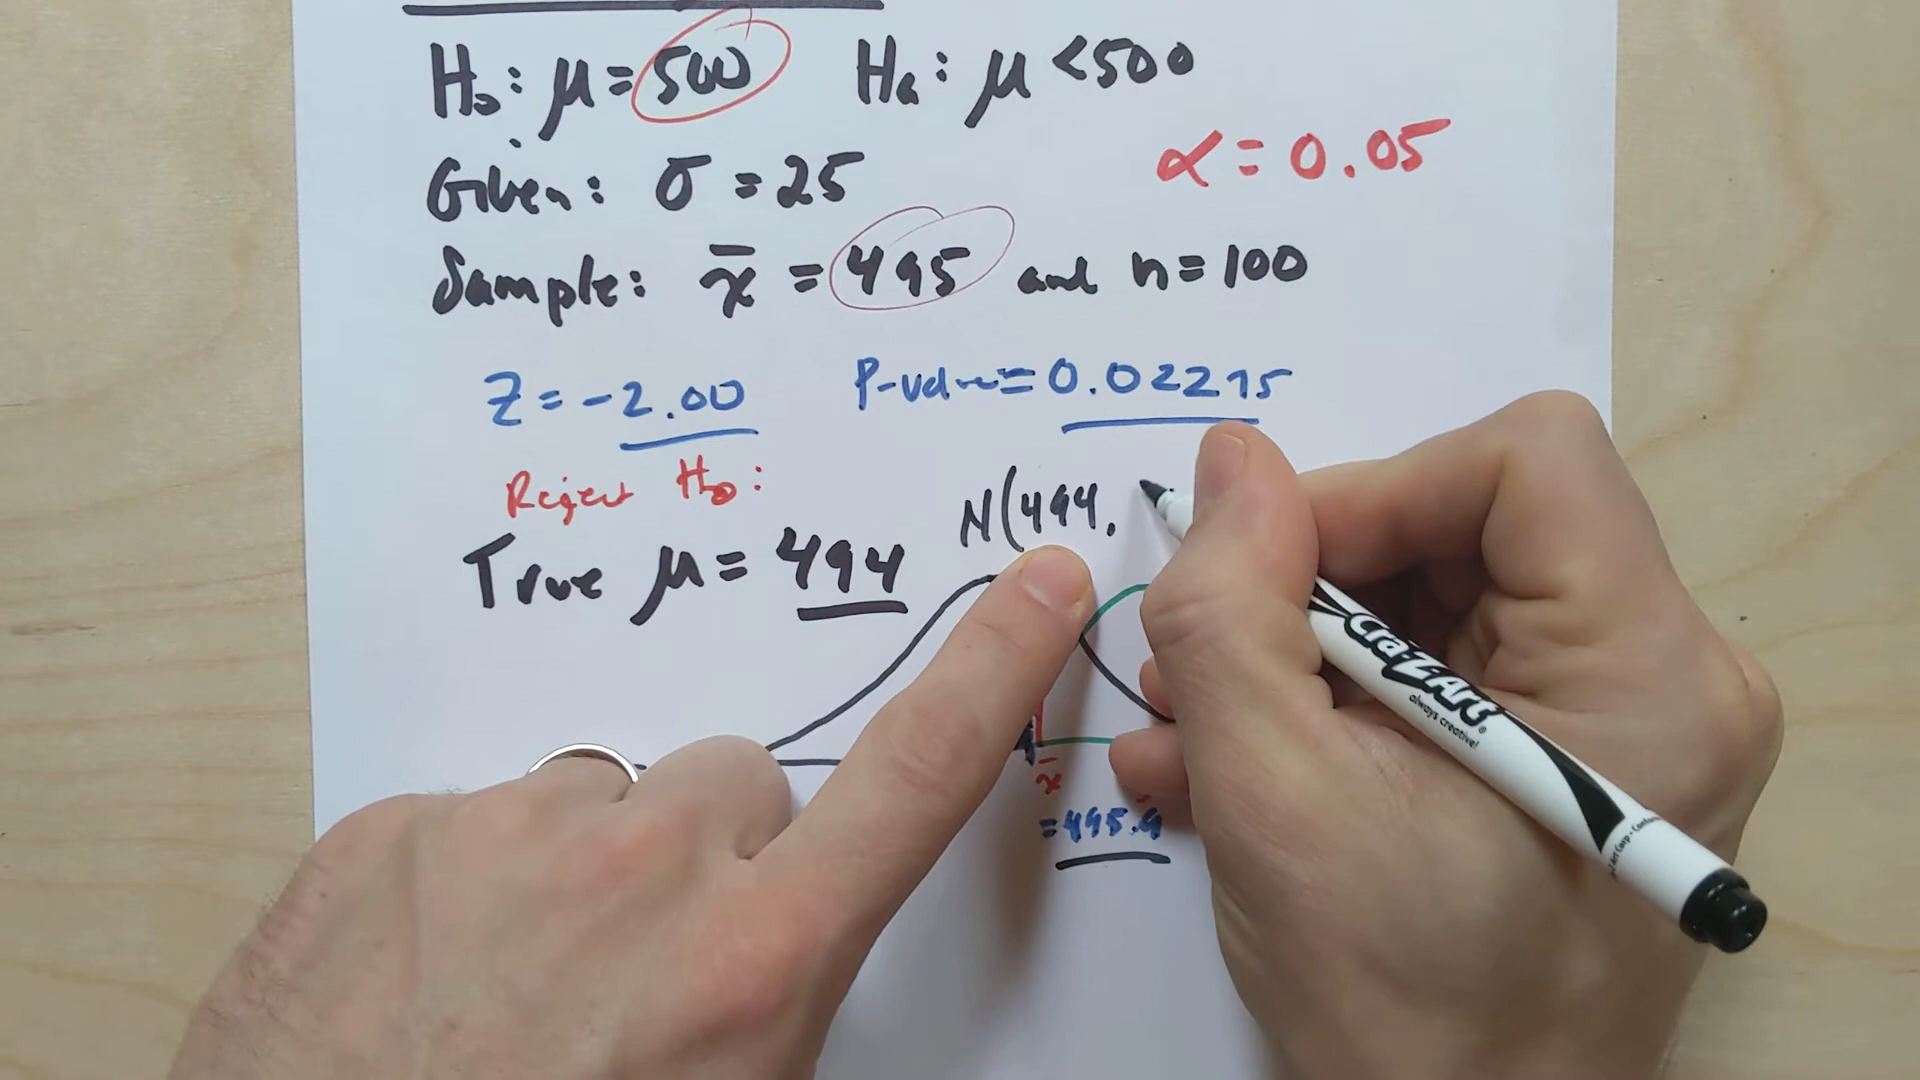 H₀: μ = 500 Hₐ: μ < 500
α = 0.05
Given: σ = 25
Sample: x̄ = 495 and n = 100
Z = -2.00 P-value = 0.02275
Reject H₀:
N(494,
True μ = 494
x̄
= 495.9
Cra-Z-Art®
always creative!